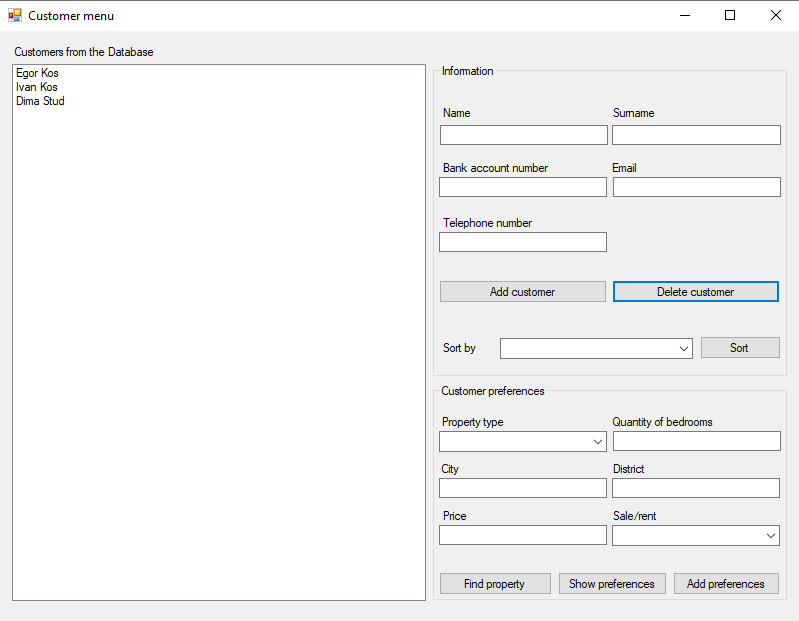 Customer menu
Customers from the Database
Egor Kos
Ivan Kos
Dima Stud
Information
Name Surname
Bank account number Email
Telephone number
Add customer Delete customer
Sort by Sort
Customer preferences
Property type Quantity of bedrooms
City District
Price Sale/rent
Find property Show preferences Add preferences